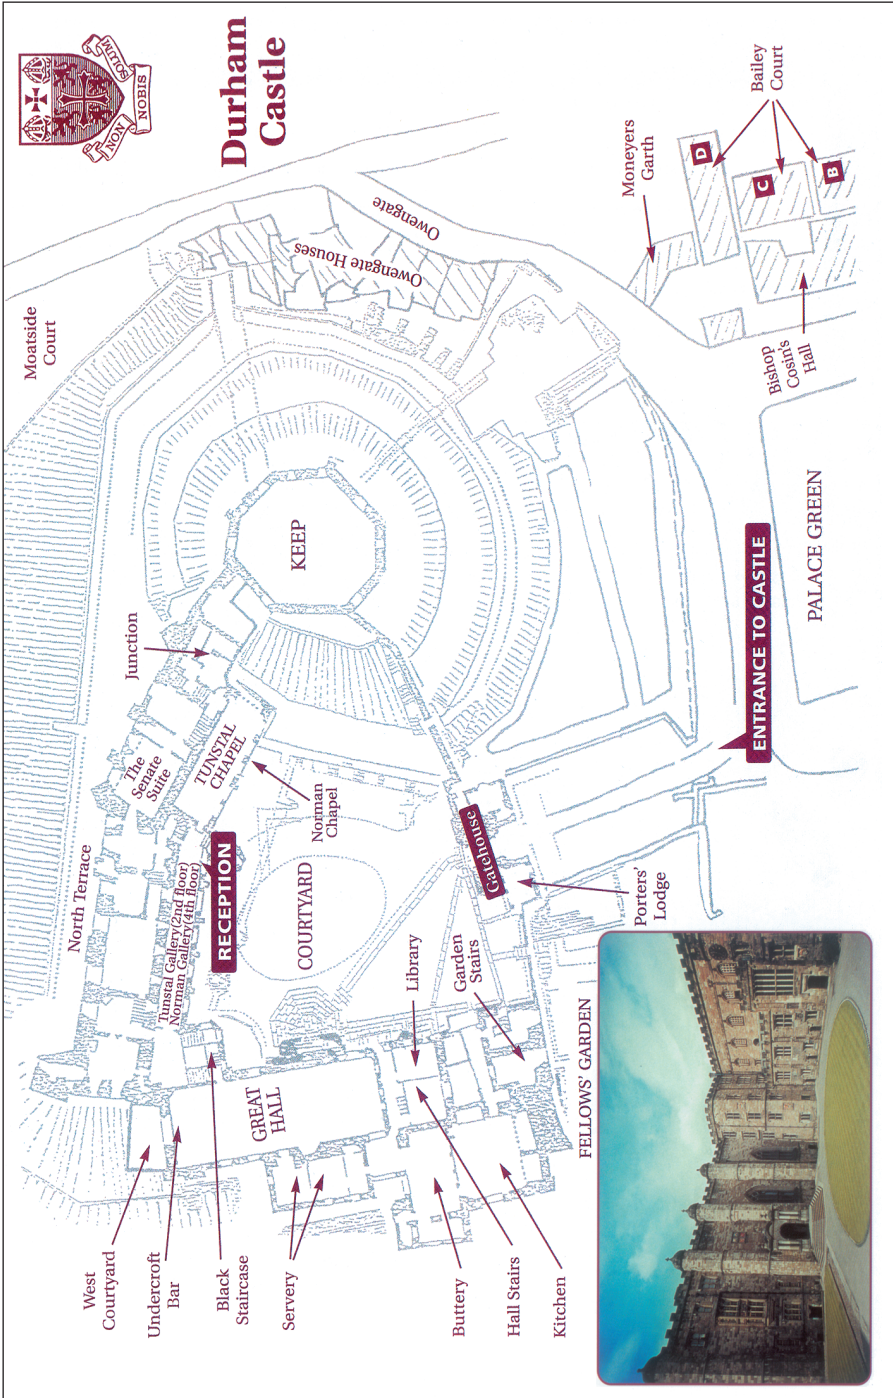 Durham
Castle
NON
NOBIS
SOLUM
Moatside
Court
Owengate Houses
Owengate
Moneyers
Garth
Bailey
Court
D
C
B
Bishop
Cosin's
Hall
PALACE GREEN
ENTRANCE TO CASTLE
KEEP
Junction
The
Senate
Suite
TUNSTAL
CHAPEL
Norman
Chapel
North Terrace
Tunstal Gallery(2nd floor)
Norman Gallery(4th floor)
RECEPTION
COURTYARD
Gatehouse
Porters'
Lodge
Library
Garden
Stairs
FELLOWS' GARDEN
GREAT
HALL
West
Courtyard
Undercroft
Bar
Black
Staircase
Servery
Buttery
Hall Stairs
Kitchen